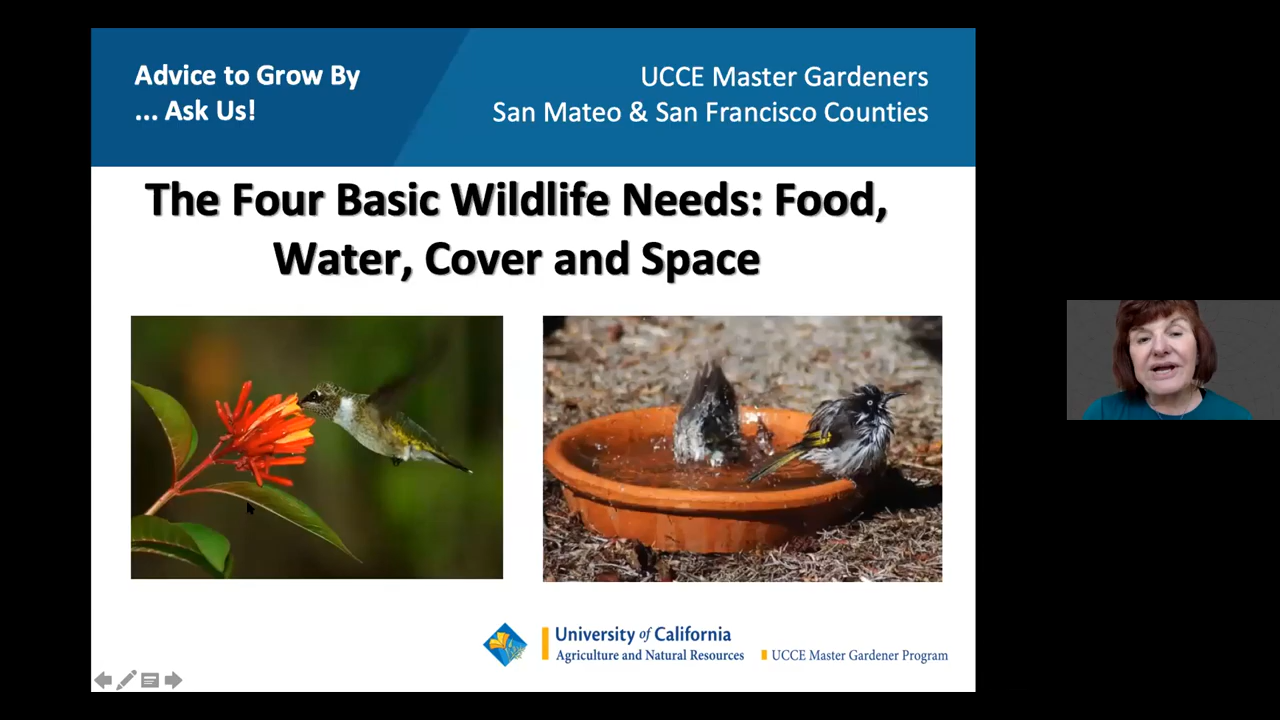 Advice to Grow By
... Ask Us!
UCCE Master Gardeners
San Mateo & San Francisco Counties
The Four Basic Wildlife Needs: Food,
Water, Cover and Space
University of California
Agriculture and Natural Resources
UCCE Master Gardener Program